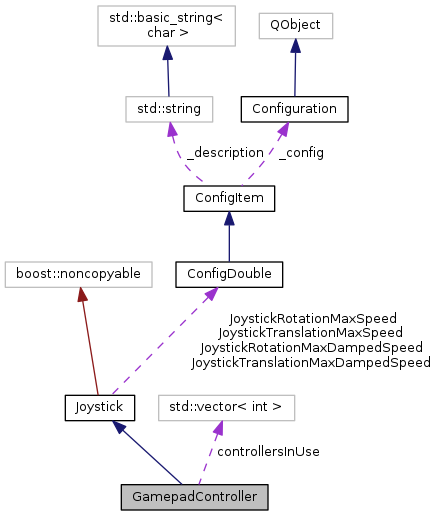 std::basic_string<
char >
QObject
std::string
Configuration
_description
_config
ConfigItem
boost::noncopyable
ConfigDouble
JoystickRotationMaxSpeed
JoystickTranslationMaxSpeed
JoystickRotationMaxDampedSpeed
JoystickTranslationMaxDampedSpeed
Joystick
std::vector< int >
controllersInUse
GamepadController